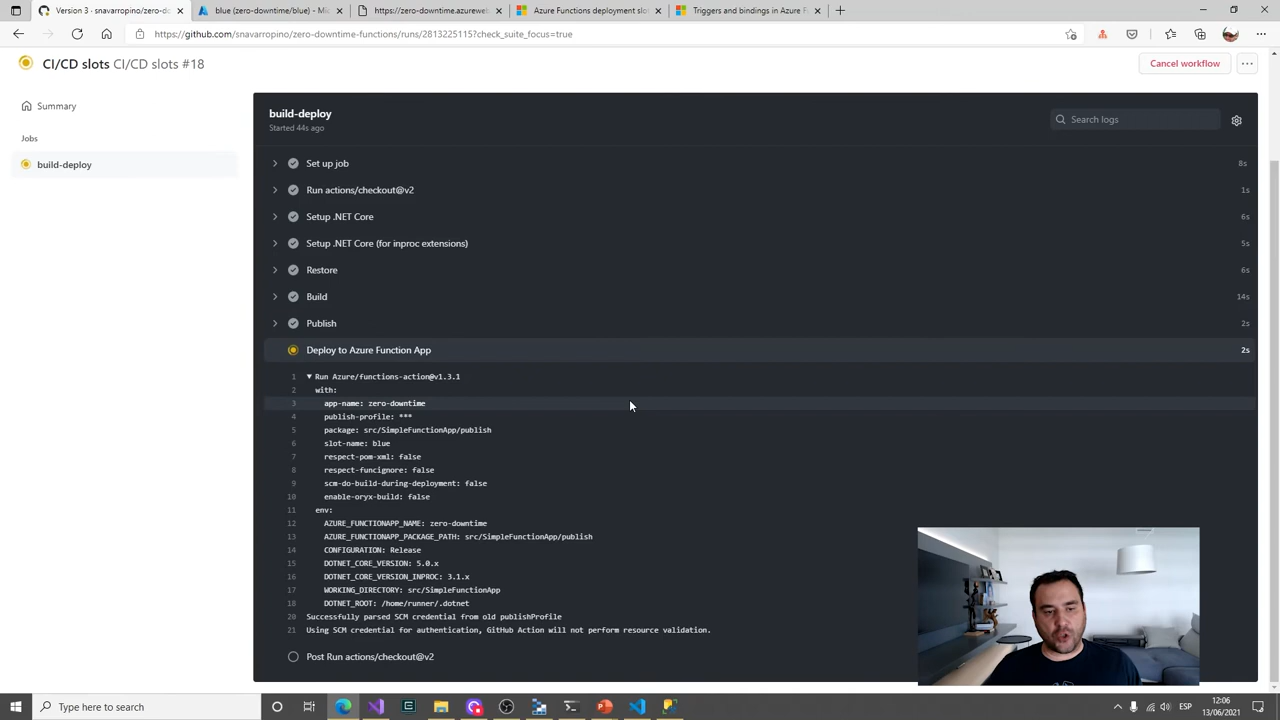 Version 3 · snavarropino/zero-dc
blue (zero-downtime/blue) - Mic
https://zero-downtime.azureweb
Azure Functions deployment slot
Triggers and bindings in Azure F
https://github.com/snavarropino/zero-downtime-functions/runs/2813225115?check_suite_focus=true
CI/CD slots CI/CD slots #18
Cancel workflow
Summary
Jobs
build-deploy
build-deploy
Started 44s ago
Search logs
Set up job 8s
Run actions/checkout@v2 1s
Setup .NET Core 6s
Setup .NET Core (for inproc extensions) 5s
Restore 6s
Build 14s
Publish 2s
Deploy to Azure Function App 2s
1 ▼ Run Azure/functions-action@v1.3.1
2 with:
3 app-name: zero-downtime
4 publish-profile: ***
5 package: src/SimpleFunctionApp/publish
6 slot-name: blue
7 respect-pom-xml: false
8 respect-funcignore: false
9 scm-do-build-during-deployment: false
10 enable-oryx-build: false
11 env:
12 AZURE_FUNCTIONAPP_NAME: zero-downtime
13 AZURE_FUNCTIONAPP_PACKAGE_PATH: src/SimpleFunctionApp/publish
14 CONFIGURATION: Release
15 DOTNET_CORE_VERSION: 5.0.x
16 DOTNET_CORE_VERSION_INPROC: 3.1.x
17 WORKING_DIRECTORY: src/SimpleFunctionApp
18 DOTNET_ROOT: /home/runner/.dotnet
20 Successfully parsed SCM credential from old publishProfile
21 Using SCM credential for authentication, GitHub Action will not perform resource validation.
Post Run actions/checkout@v2
Type here to search
ESP
12:06
13/06/2021